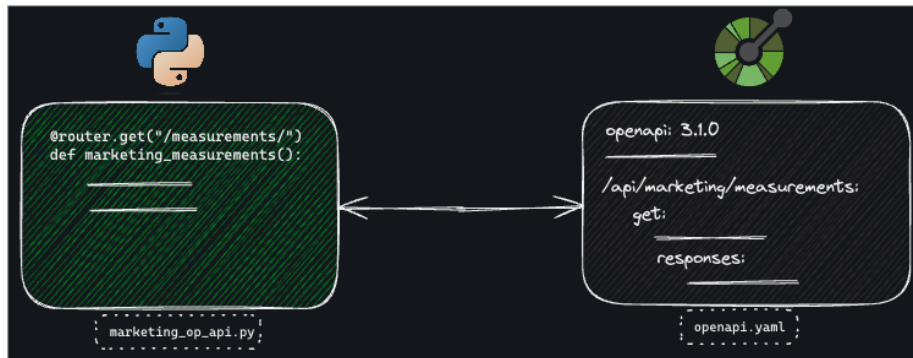 @router.get("/measurements/")
def marketing_measurements():
marketing_op_api.py
openapi: 3.1.0
/api/marketing/measurements:
get:
responses:
openapi.yaml